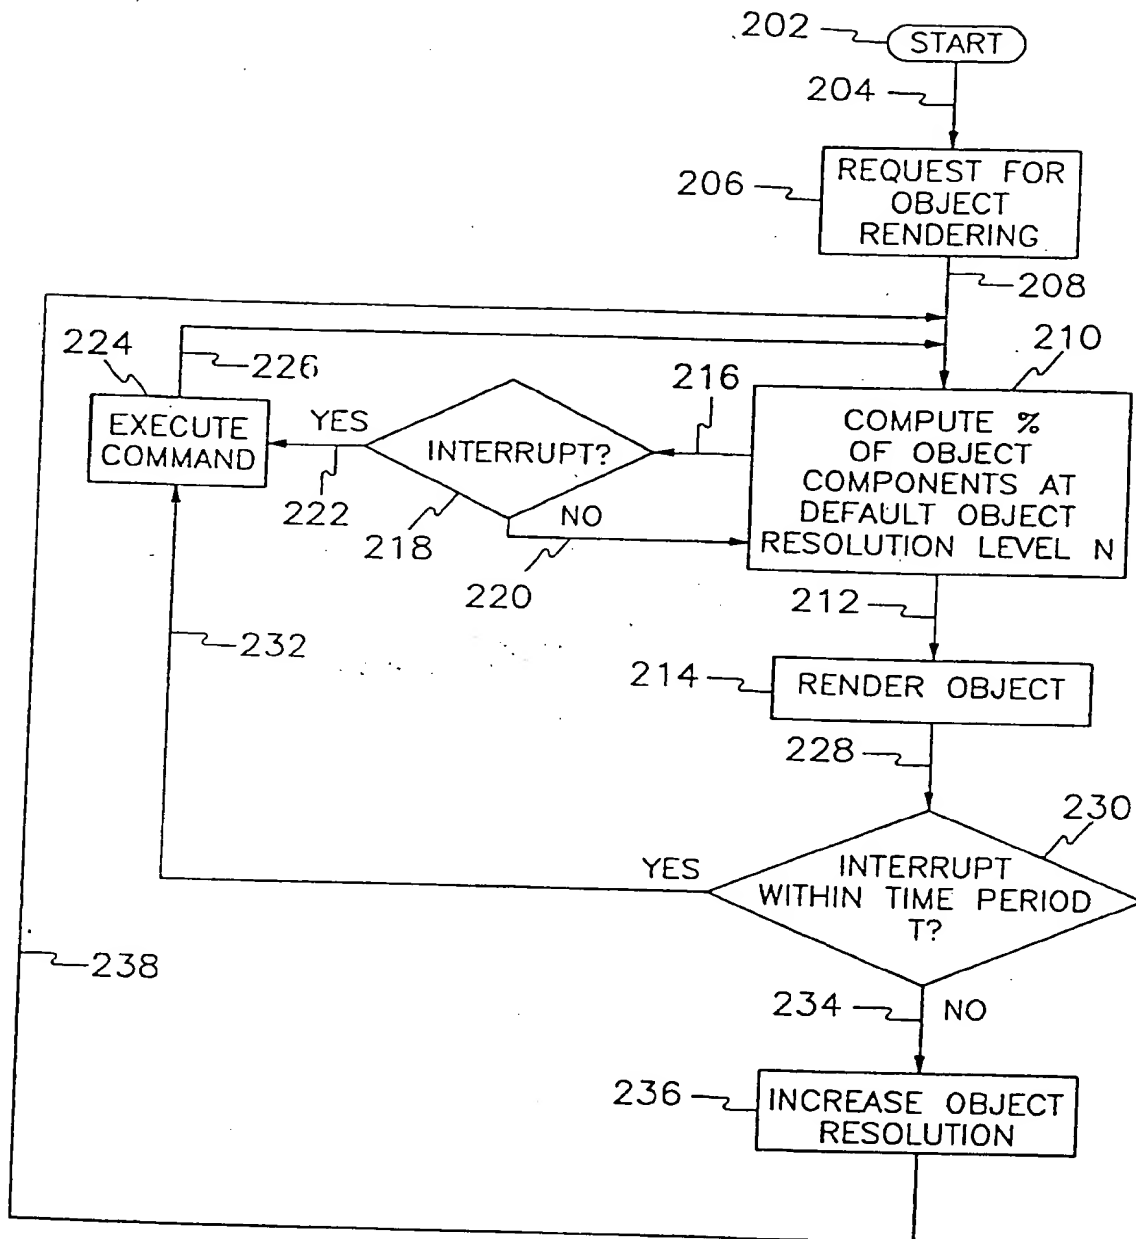 202
START
204
206
REQUEST FOR
OBJECT
RENDERING
208
224
226
210
216
EXECUTE
COMMAND
YES
INTERRUPT?
COMPUTE %
OF OBJECT
COMPONENTS AT
DEFAULT OBJECT
RESOLUTION LEVEL N
222
218
NO
220
212
232
214
RENDER OBJECT
228
230
YES
INTERRUPT
WITHIN TIME PERIOD
T?
238
234
NO
236
INCREASE OBJECT
RESOLUTION